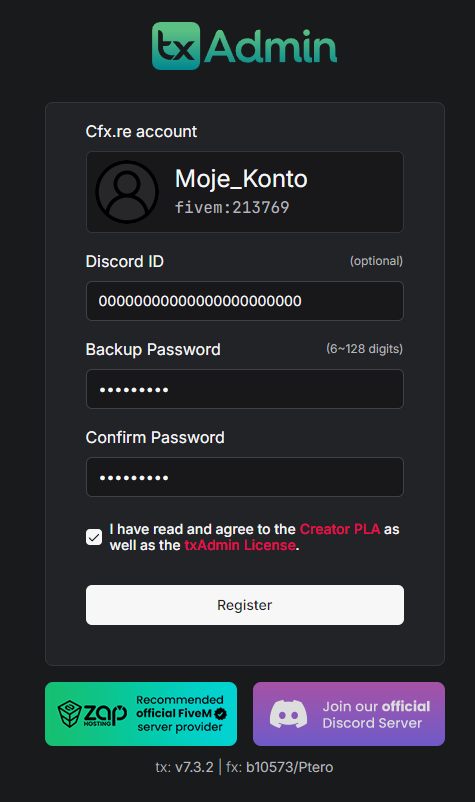 txAdmin
Cfx.re account
Moje_Konto
fivem:213769
Discord ID (optional)
00000000000000000000000
Backup Password (6~128 digits)
•••••••••
Confirm Password
•••••••••
I have read and agree to the Creator PLA as
well as the txAdmin License.
Register
ZAP
HOSTING
Recommended
official FiveM
server provider
Join our official
Discord Server
tx: v7.3.2 | fx: b10573/Ptero